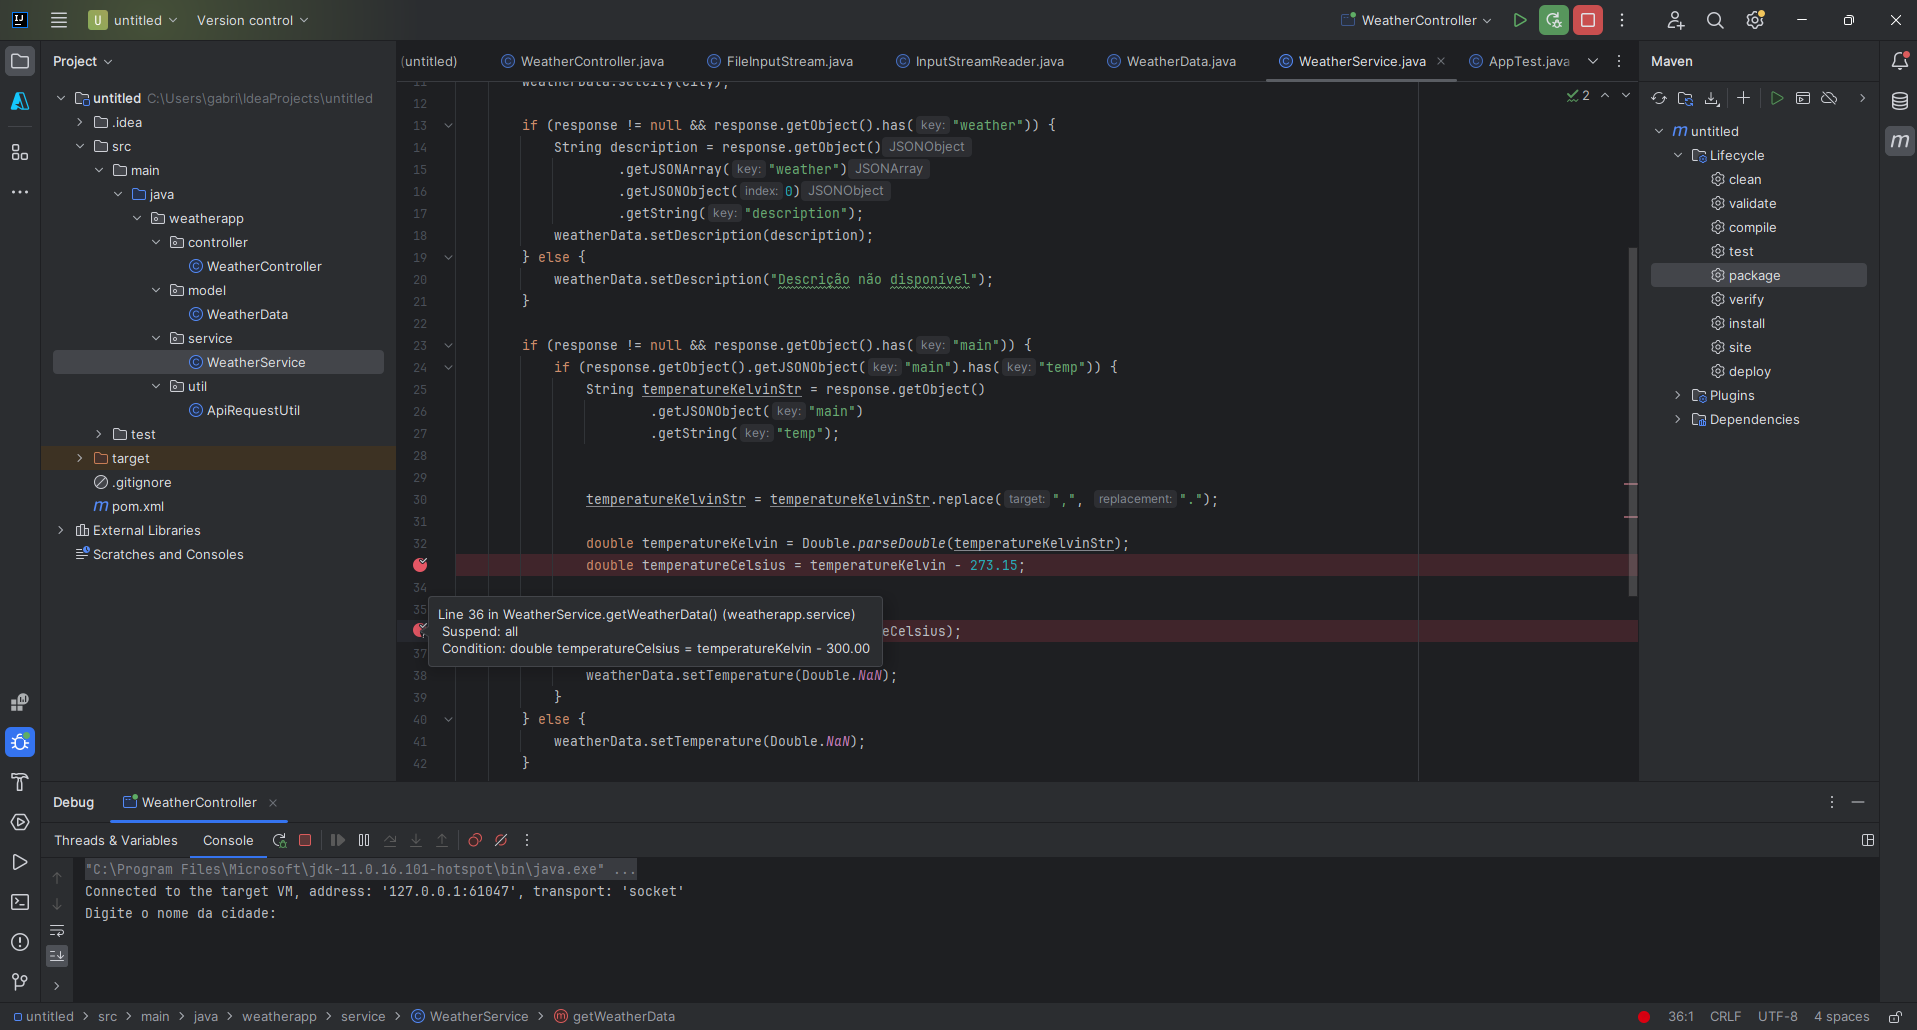 IJ
U untitled
Version control
WeatherController
Project
(untitled)
WeatherController.java
FileInputStream.java
InputStreamReader.java
WeatherData.java
WeatherService.java
AppTest.java
Maven
untitled C:\Users\gabri\IdeaProjects\untitled
.idea
src
main
java
weatherapp
controller
WeatherController
model
WeatherData
service
WeatherService
util
ApiRequestUtil
test
target
.gitignore
m pom.xml
External Libraries
Scratches and Consoles
2
11 weatherData.setCity(city);
12
13 if (response != null && response.getObject().has( key: "weather")) {
14 String description = response.getObject() JSONObject
15 .getJSONArray( key: "weather") JSONArray
16 .getJSONObject( index: 0) JSONObject
17 .getString( key: "description");
18 weatherData.setDescription(description);
19 } else {
20 weatherData.setDescription("Descrição não disponível");
21 }
22
23 if (response != null && response.getObject().has( key: "main")) {
24 if (response.getObject().getJSONObject( key: "main").has( key: "temp")) {
25 String temperatureKelvinStr = response.getObject()
26 .getJSONObject( key: "main")
27 .getString( key: "temp");
28
29
30 temperatureKelvinStr = temperatureKelvinStr.replace( target: ",", replacement: ".");
31
32 double temperatureKelvin = Double.parseDouble(temperatureKelvinStr);
double temperatureCelsius = temperatureKelvin - 273.15;
34
35
Line 36 in WeatherService.getWeatherData() (weatherapp.service)
Suspend: all
Condition: double temperatureCelsius = temperatureKelvin - 300.00
eCelsius);
37
38 weatherData.setTemperature(Double.NaN);
39 }
40 } else {
41 weatherData.setTemperature(Double.NaN);
42 }
m
m untitled
Lifecycle
clean
validate
compile
test
package
verify
install
site
deploy
Plugins
Dependencies
Debug
WeatherController
Threads & Variables
Console
"C:\Program Files\Microsoft\jdk-11.0.16.101-hotspot\bin\java.exe" ...
Connected to the target VM, address: '127.0.0.1:61047', transport: 'socket'
Digite o nome da cidade:
untitled > src > main > java > weatherapp > service > WeatherService > getWeatherData
36:1 CRLF UTF-8 4 spaces